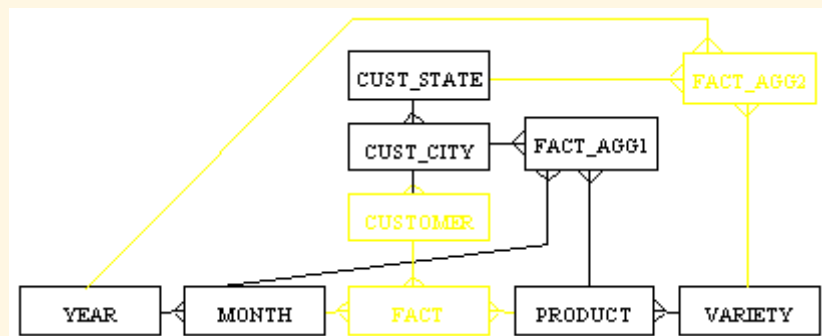 CUST_STATE
FACT_AGG2
CUST_CITY
FACT_AGG1
CUSTOMER
YEAR
MONTH
FACT
PRODUCT
VARIETY